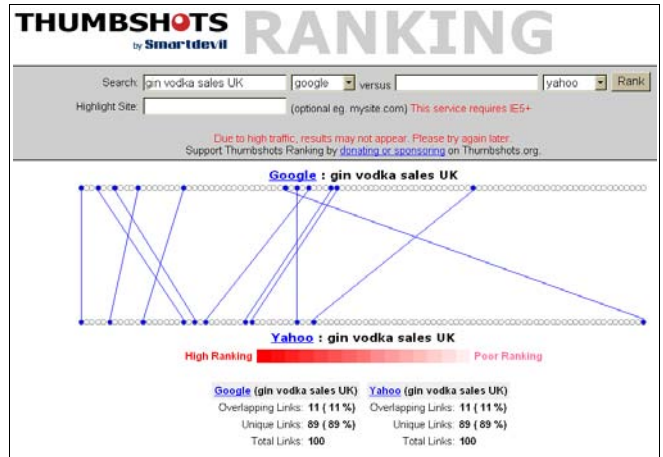 THUMBSHOTS RANKING
by Smartdevil
Search: gin vodka sales UK google versus yahoo Rank
Highlight Site: (optional eg. mysite.com) This service requires IE5+
Due to high traffic, results may not appear. Please try again later.
Support Thumbshots Ranking by donating or sponsoring on Thumbshots.org.
Google : gin vodka sales UK
Yahoo : gin vodka sales UK
High Ranking Poor Ranking
Google (gin vodka sales UK) Yahoo (gin vodka sales UK)
Overlapping Links: 11 ( 11 %) Overlapping Links: 11 ( 11 %)
Unique Links: 89 ( 89 %) Unique Links: 89 ( 89 %)
Total Links: 100 Total Links: 100